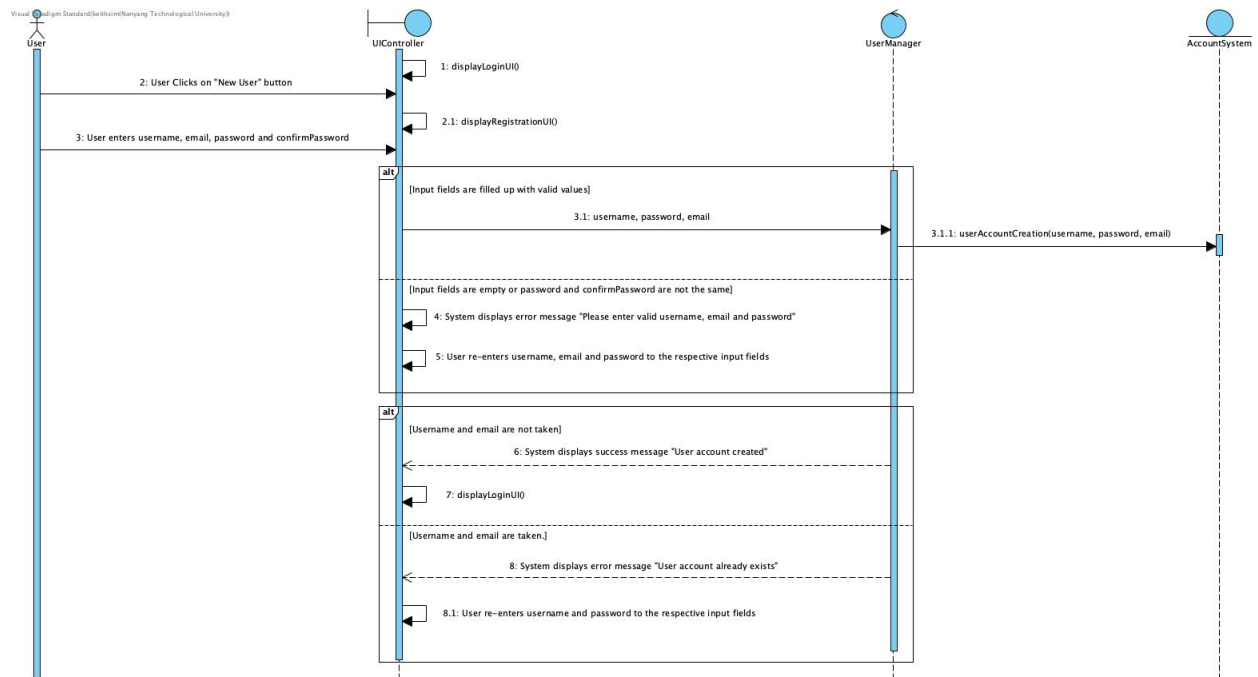 Visual Paradigm Standard(keithsim(Nanyang Technological University))
User
UIController
UserManager
AccountSystem
1: displayLoginUI()
2: User Clicks on "New User" button
2.1: displayRegistrationUI()
3: User enters username, email, password and confirmPassword
alt
[Input fields are filled up with valid values]
3.1: username, password, email
3.1.1: userAccountCreation(username, password, email)
[Input fields are empty or password and confirmPassword are not the same]
4: System displays error message "Please enter valid username, email and password"
5: User re-enters username, email and password to the respective input fields
alt
[Username and email are not taken]
6: System displays success message "User account created"
7: displayLoginUI()
[Username and email are taken.]
8: System displays error message "User account already exists"
8.1: User re-enters username and password to the respective input fields